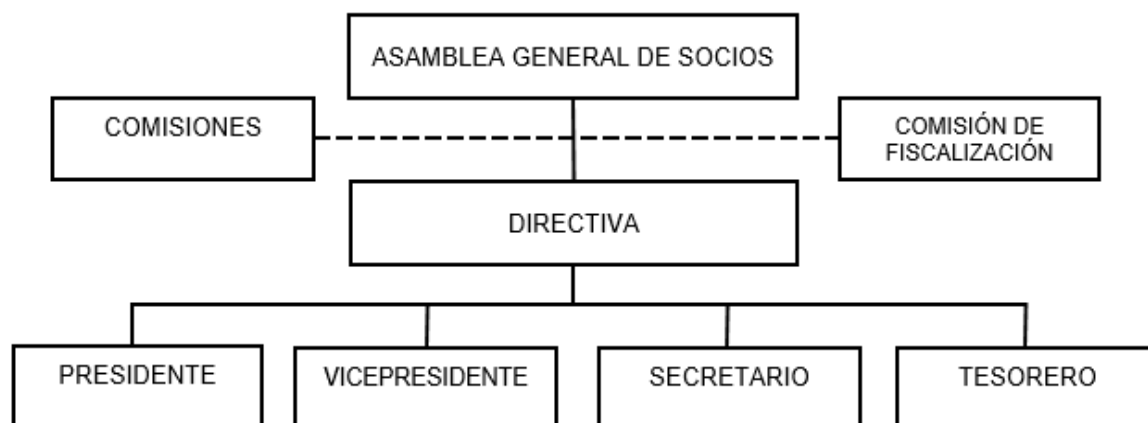 ASAMBLEA GENERAL DE SOCIOS
COMISIONES
COMISIÓN DE
FISCALIZACIÓN
DIRECTIVA
PRESIDENTE
VICEPRESIDENTE
SECRETARIO
TESORERO